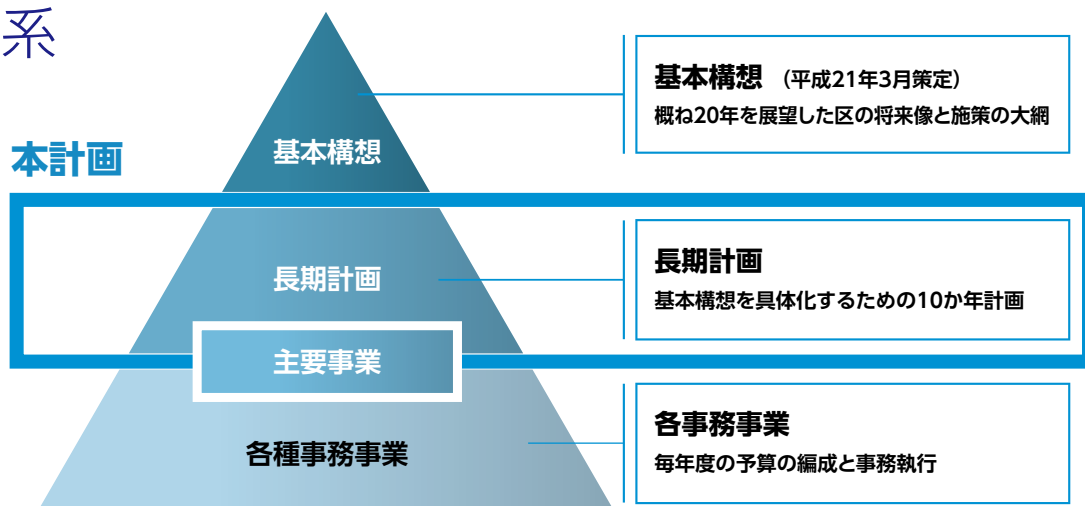 系
本計画
基本構想
長期計画
主要事業
各種事務事業
基本構想 (平成21年3月策定)
概ね20年を展望した区の将来像と施策の大綱
長期計画
基本構想を具体化するための10か年計画
各事務事業
毎年度の予算の編成と事務執行